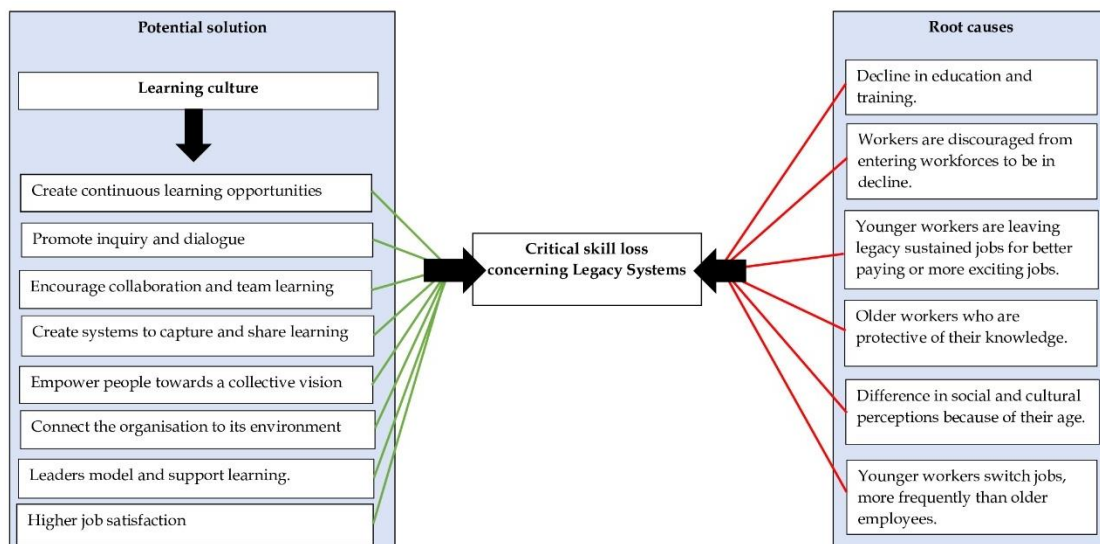 Potential solution
Learning culture
Create continuous learning opportunities
Promote inquiry and dialogue
Encourage collaboration and team learning
Create systems to capture and share learning
Empower people towards a collective vision
Connect the organisation to its environment
Leaders model and support learning.
Higher job satisfaction
Critical skill loss
concerning Legacy Systems
Root causes
Decline in education and
training.
Workers are discouraged from
entering workforces to be in
decline.
Younger workers are leaving
legacy sustained jobs for better
paying or more exciting jobs.
Older workers who are
protective of their knowledge.
Difference in social and cultural
perceptions because of their age.
Younger workers switch jobs,
more frequently than older
employees.